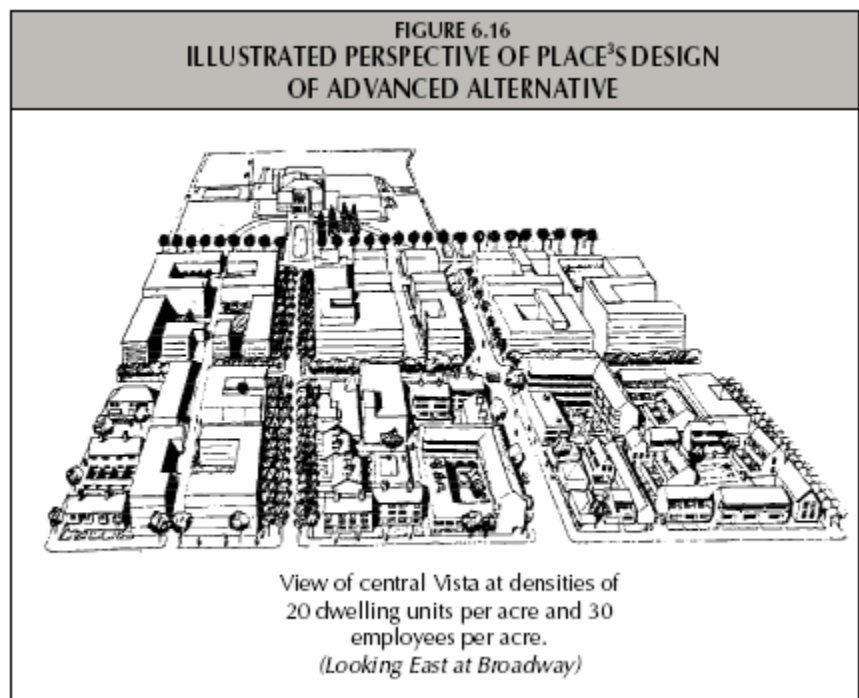 FIGURE 6.16
ILLUSTRATED PERSPECTIVE OF PLACE³S DESIGN
OF ADVANCED ALTERNATIVE
View of central Vista at densities of
20 dwelling units per acre and 30
employees per acre.
(Looking East at Broadway)